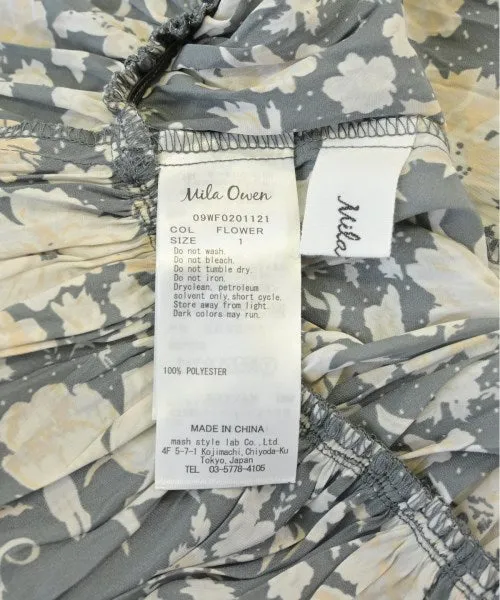 Mila Owen
09WF0201121
COL FLOWER
SIZE 1
Do not wash.
Do not bleach.
Do not tumble dry.
Do not iron.
Dryclean, petroleum
solvent only, short cycle.
Store away from light.
Dark colors may run.
100% POLYESTER
MADE IN CHINA
mash style lab Co.,Ltd.
4F 5-7-1 Kojimachi, Chiyoda-Ku
Tokyo, Japan
TEL 03-5778-4105
Mila